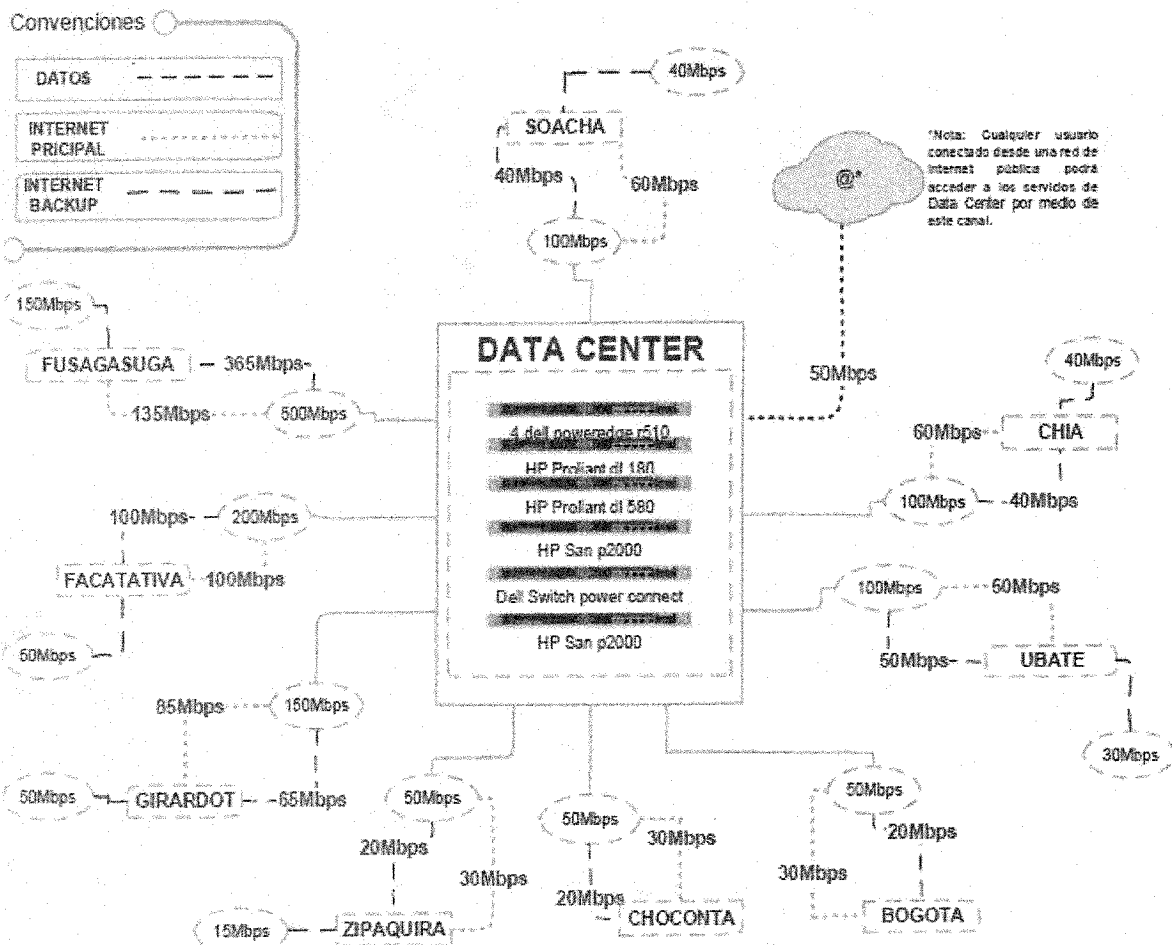 Convenciones
DATOS
INTERNET
PRICIPAL
INTERNET
BACKUP
40Mbps
SOACHA
40Mbps
60Mbps
100Mbps
@*
*Nota: Cualquier usuario
conectado desde una red de
internet pública podrá
acceder a los servidos de
Data Center por medio de
este canal.
50Mbps
150Mbps
FUSAGASUGA
365Mbps
135Mbps
500Mbps
DATA CENTER
4 dell poweredge r510
HP Proliant dl 180
HP Proliant dl 580
HP San p2000
Dell Switch power connect
HP San p2000
40Mbps
60Mbps
CHIA
100Mbps
40Mbps
100Mbps
200Mbps
FACATATIVA
100Mbps
50Mbps
100Mbps
50Mbps
50Mbps
UBATE
30Mbps
85Mbps
150Mbps
50Mbps
GIRARDOT
65Mbps
50Mbps
20Mbps
30Mbps
15Mbps
ZIPAQUIRA
50Mbps
30Mbps
20Mbps
CHOCONTA
50Mbps
20Mbps
30Mbps
BOGOTA